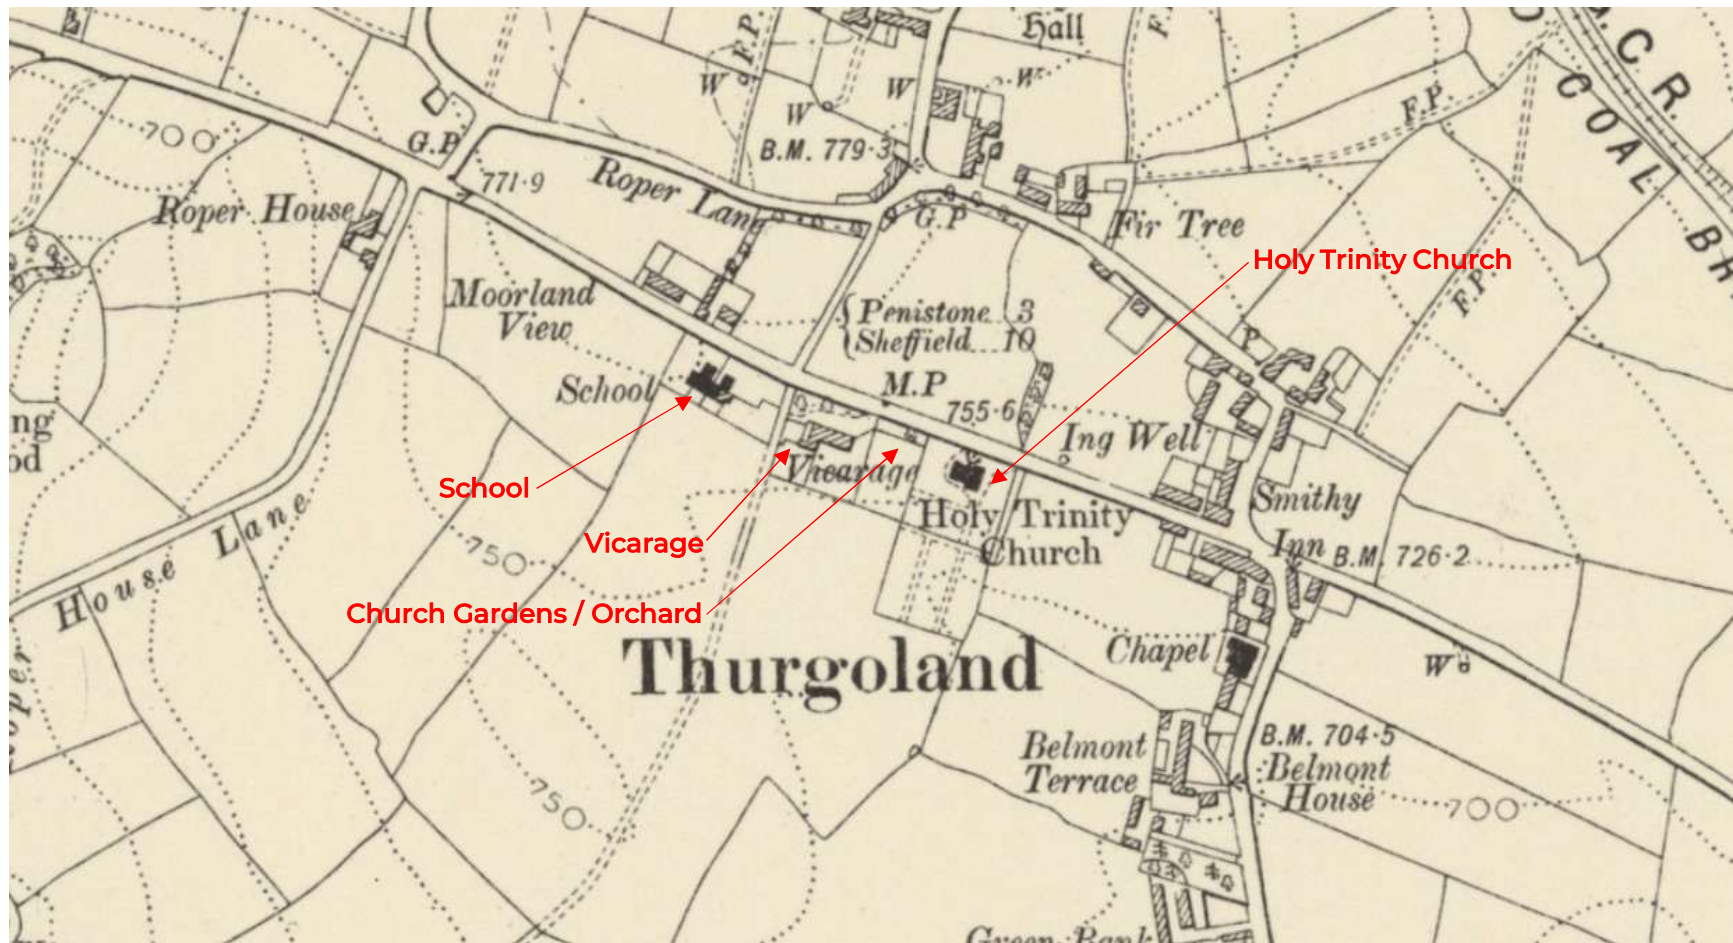 Hall
G.C.R.
COAL
F.P.
W
F.P.
W
W
W
F.P.
B.M. 779·3
700
G.P
771·9
Roper Lane
Roper House
G.P
Fir Tree
Holy Trinity Church
Moorland
View
Penistone 3
Sheffield 10
F.P.
P
School
M.P
755·6
Ing Well
Vicarage
School
Smithy
Holy Trinity
Church
Vicarage
Inn
B.M. 726·2
House Lane
750
Church Gardens / Orchard
Thurgoland
Chapel
W
B.M. 704·5
Belmont
Terrace
Belmont
House
700
750
Green Bank